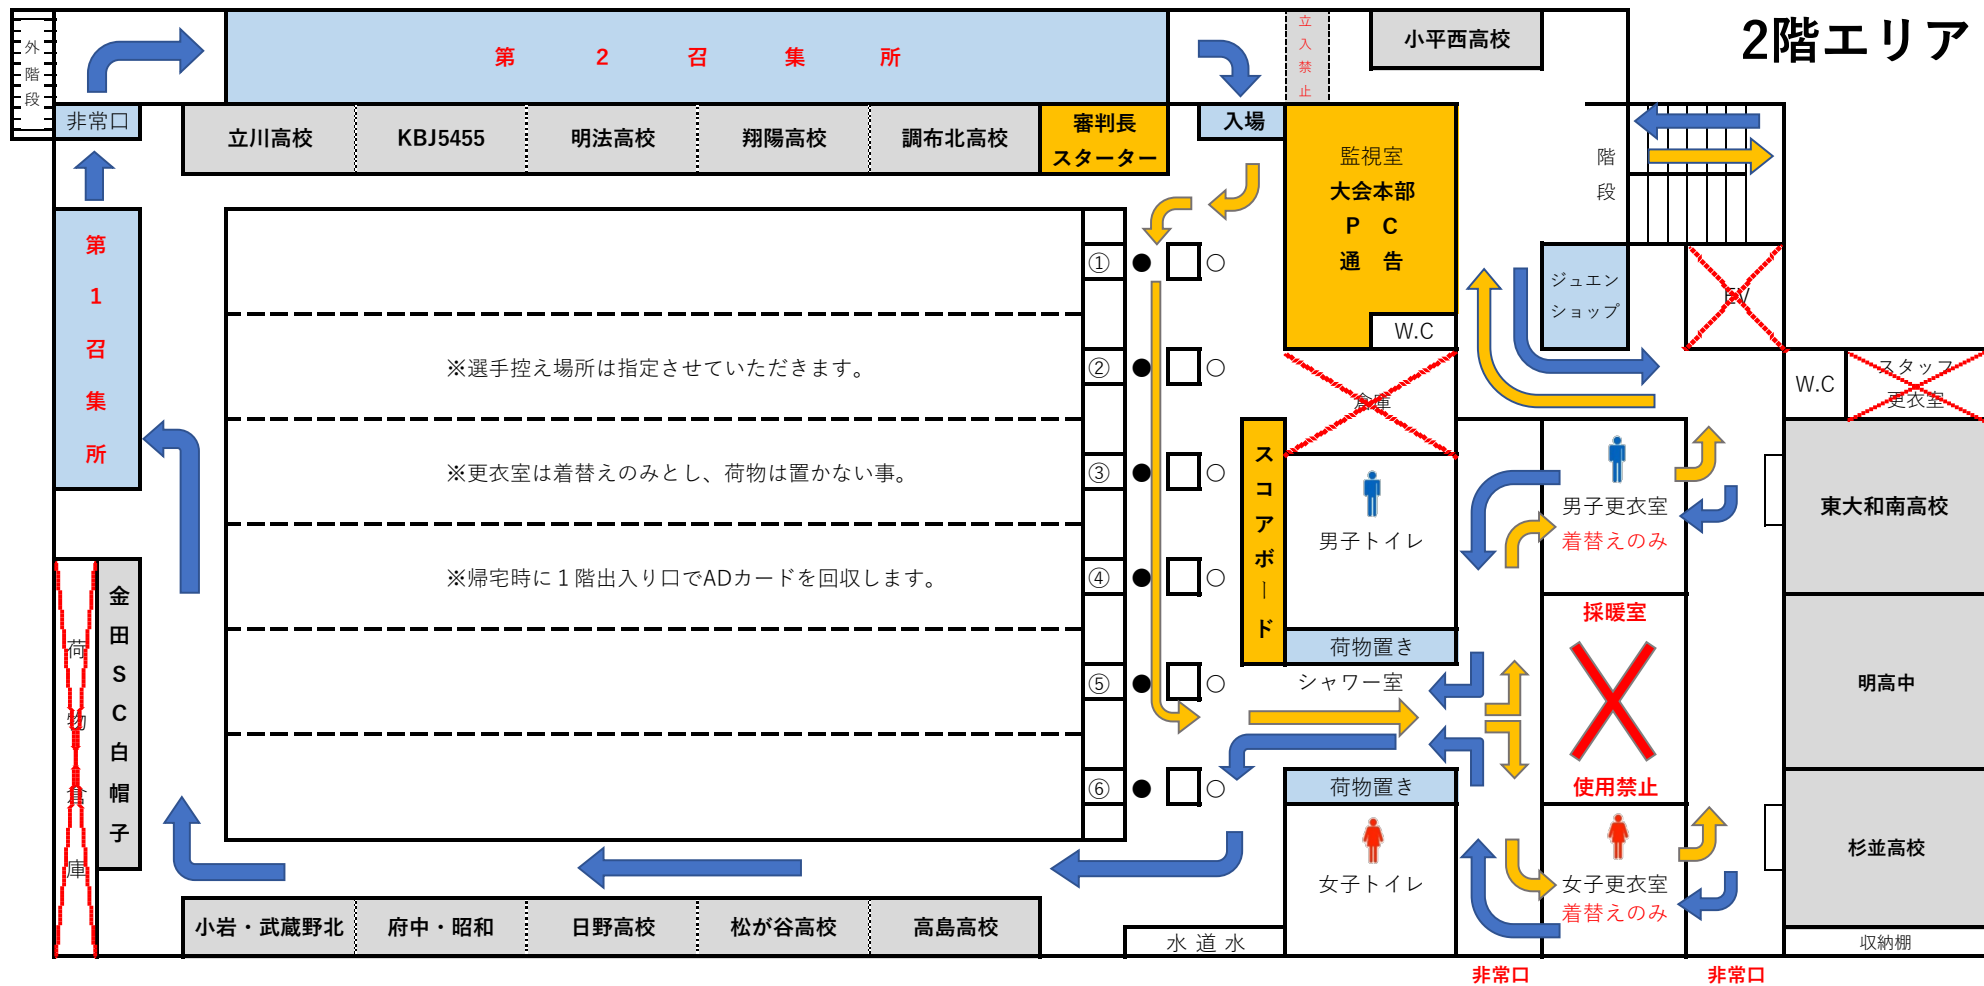 2階エリア
外階段
第2召集所
立入禁止
小平西高校
非常口
立川高校
KBJ5455
明法高校
翔陽高校
調布北高校
審判長
スターター
入場
監視室
大会本部
P C
通 告
W.C
階段
ジュエン
ショップ
EV
W.C
スタッフ
更衣室
第1召集所
①
②
③
④
⑤
⑥
※選手控え場所は指定させていただきます。
※更衣室は着替えのみとし、荷物は置かない事。
※帰宅時に1階出入り口でADカードを回収します。
倉庫
スコアボード
男子トイレ
荷物置き
シャワー室
荷物置き
女子トイレ
男子更衣室
着替えのみ
採暖室
使用禁止
女子更衣室
着替えのみ
東大和南高校
明高中
杉並高校
収納棚
荷物倉庫
金田SC白帽子
小岩・武蔵野北
府中・昭和
日野高校
松が谷高校
高島高校
水道水
非常口
非常口